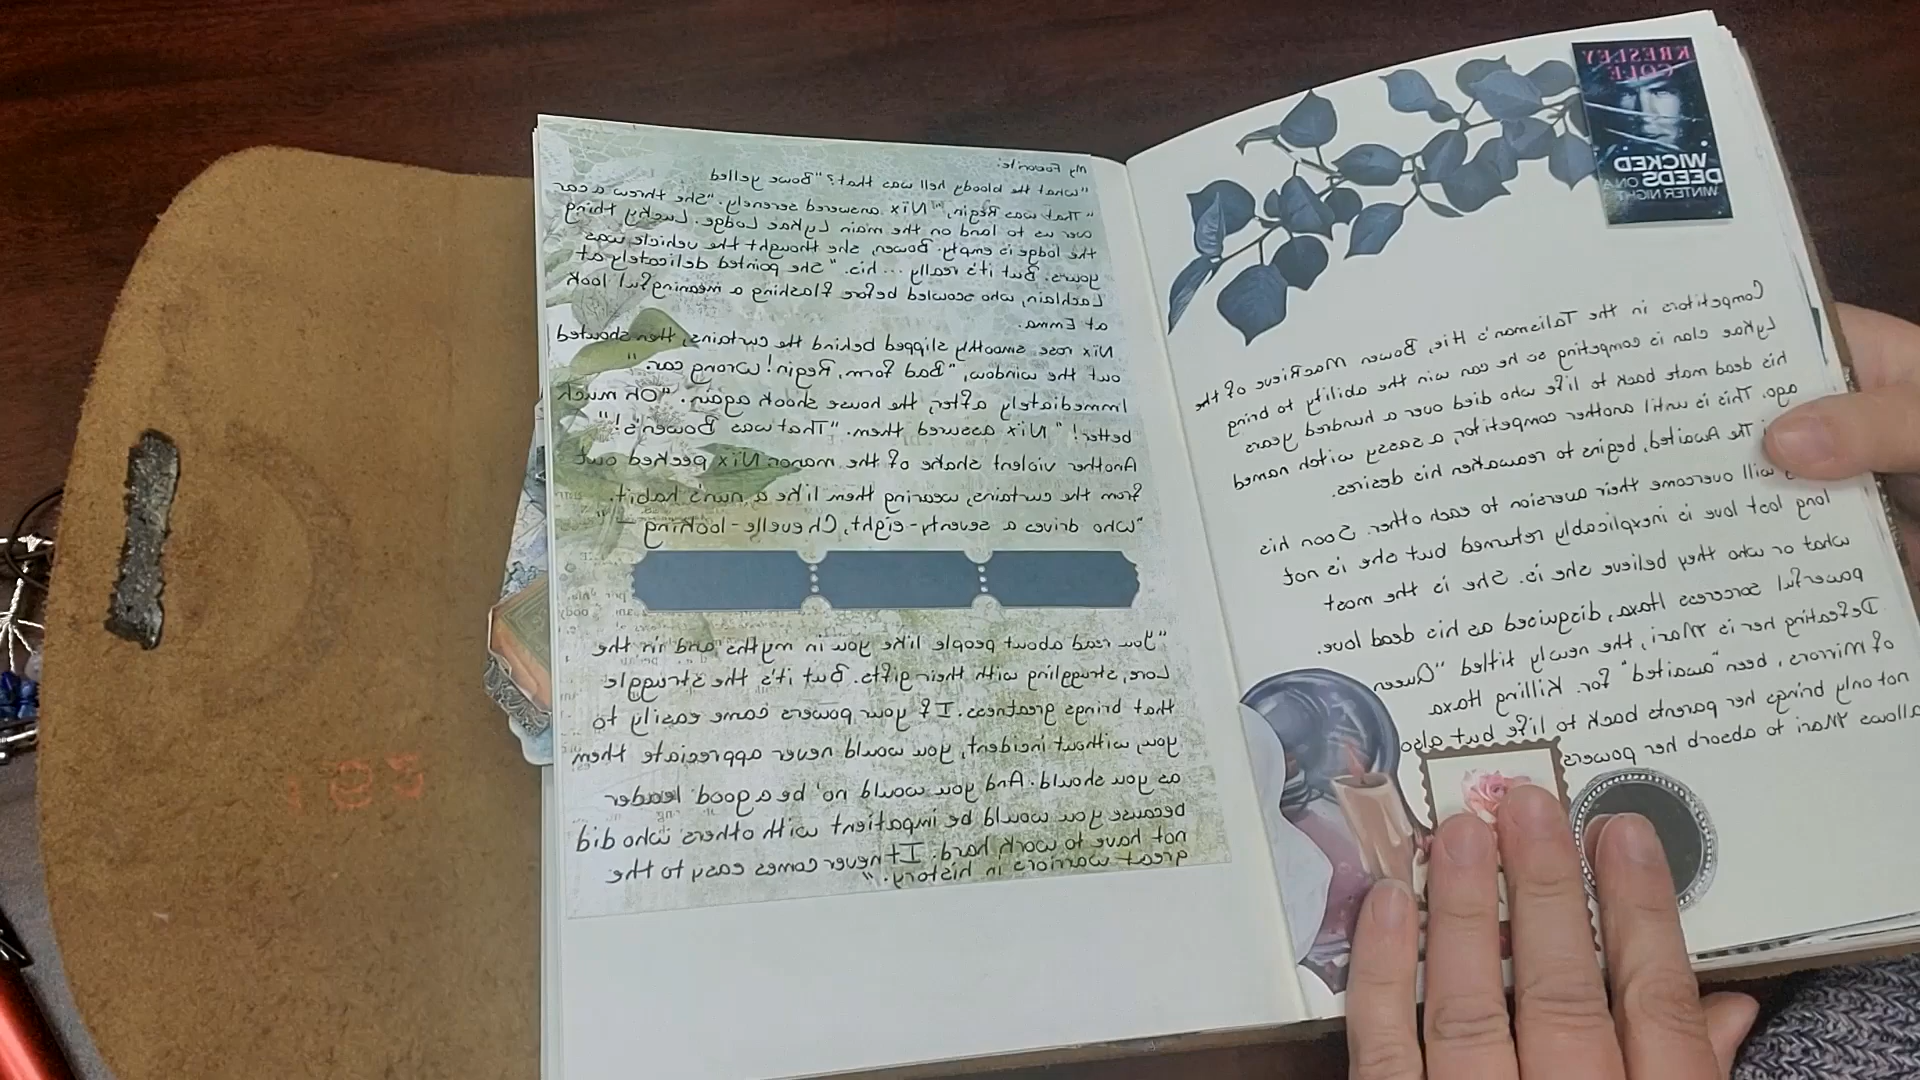 My Favorite:
"What the bloody hell was that?" Bowe yelled
"That was Regin," Nix answered serenely. "She threw a car
over us to land on the main Lykae Lodge. Lucky thing
the lodge is empty. Bowen, she thought the vehicle was
yours. But it's really ... his." She pointed delicately at
Lachlain, who scowled before flashing a meaningful look
at Emma.
Nix rose smoothly slipped behind the curtains, then shouted
out the window, "Bad form, Regin! Wrong car."
Immediately after, the house shook again. "Oh much
better!" Nix assured them. "That was Bowen's!"
Another violent shake of the manor. Nix peeked out
from the curtains, wearing them like a nun's habit.
"Who drives a seventy-eight, Chevelle-looking – "
"You read about people like you in myths and in the
Lore, struggling with their gifts. But it's the struggle
that brings greatness. If your powers came easily to
you, without incident, you would never appreciate them
as you should. And you would no' be a good leader
because you would be impatient with others who did
not have to work hard. It never comes easy to the
great warriors in history."
KRESLEY
COLE
WICKED
DEEDS ON A
WINTER'S NIGHT
Competitors in the Talisman's Hie, Bowen MacRieve of the
Lykae clan is competing so he can win the ability to bring
his dead mate back to life who died over a hundred years
ago. This is until another competitor, a sassy witch named
The Awaited, begins to reawaken his desires.
will overcome their aversion to each other. Soon his
long lost love is inexplicably returned but she is not
what or who they believe she is. She is the most
powerful sorceress Haxa, disguised as his dead love.
Defeating her is Mari, the newly titled "Queen
of Mirrors, been "awaited" for. Killing Haxa
not only brings her parents back to life but also
allows Mari to absorb her powers
183